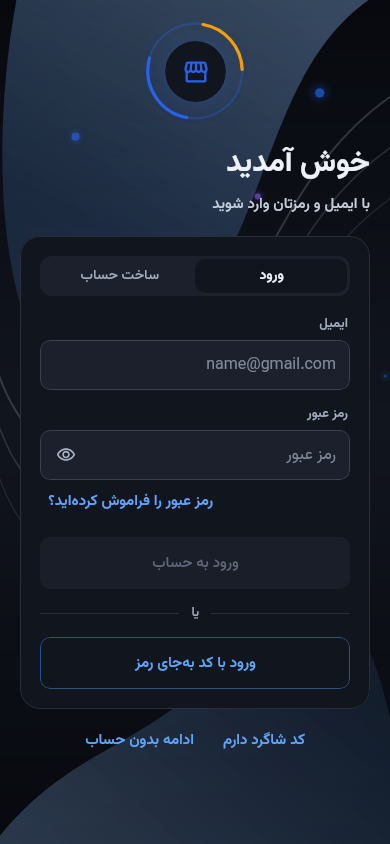 خوش آمدید
با ایمیل و رمزتان وارد شوید
ورود
ساخت حساب
ایمیل
name@gmail.com
رمز عبور
رمز عبور
رمز عبور را فراموش کرده‌اید؟
ورود به حساب
یا
ورود با کد به‌جای رمز
کد شاگرد دارم
ادامه بدون حساب